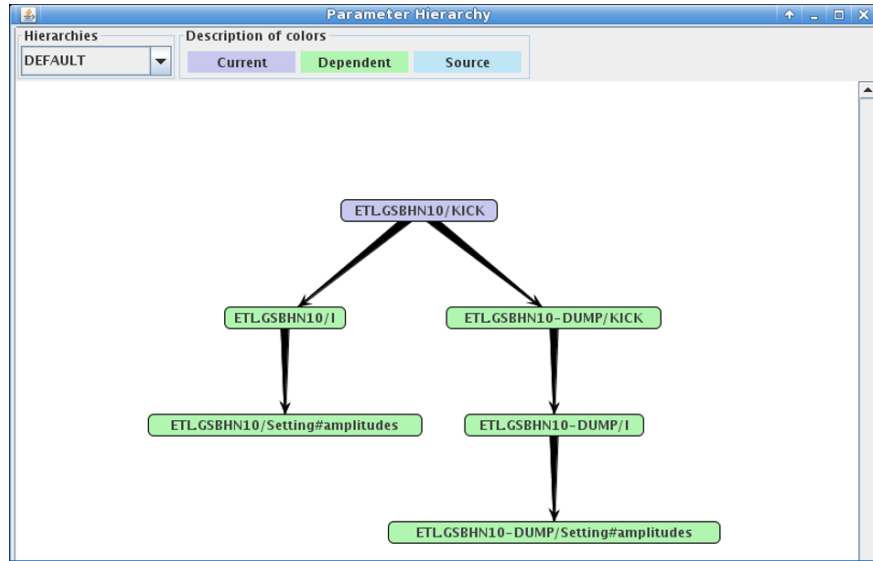 Parameter Hierarchy
Hierarchies
Description of colors
DEFAULT
Current
Dependent
Source
ETL.GSBHN10/KICK
ETL.GSBHN10/I
ETL.GSBHN10-DUMP/KICK
ETL.GSBHN10/Setting#amplitudes
ETL.GSBHN10-DUMP/I
ETL.GSBHN10-DUMP/Setting#amplitudes